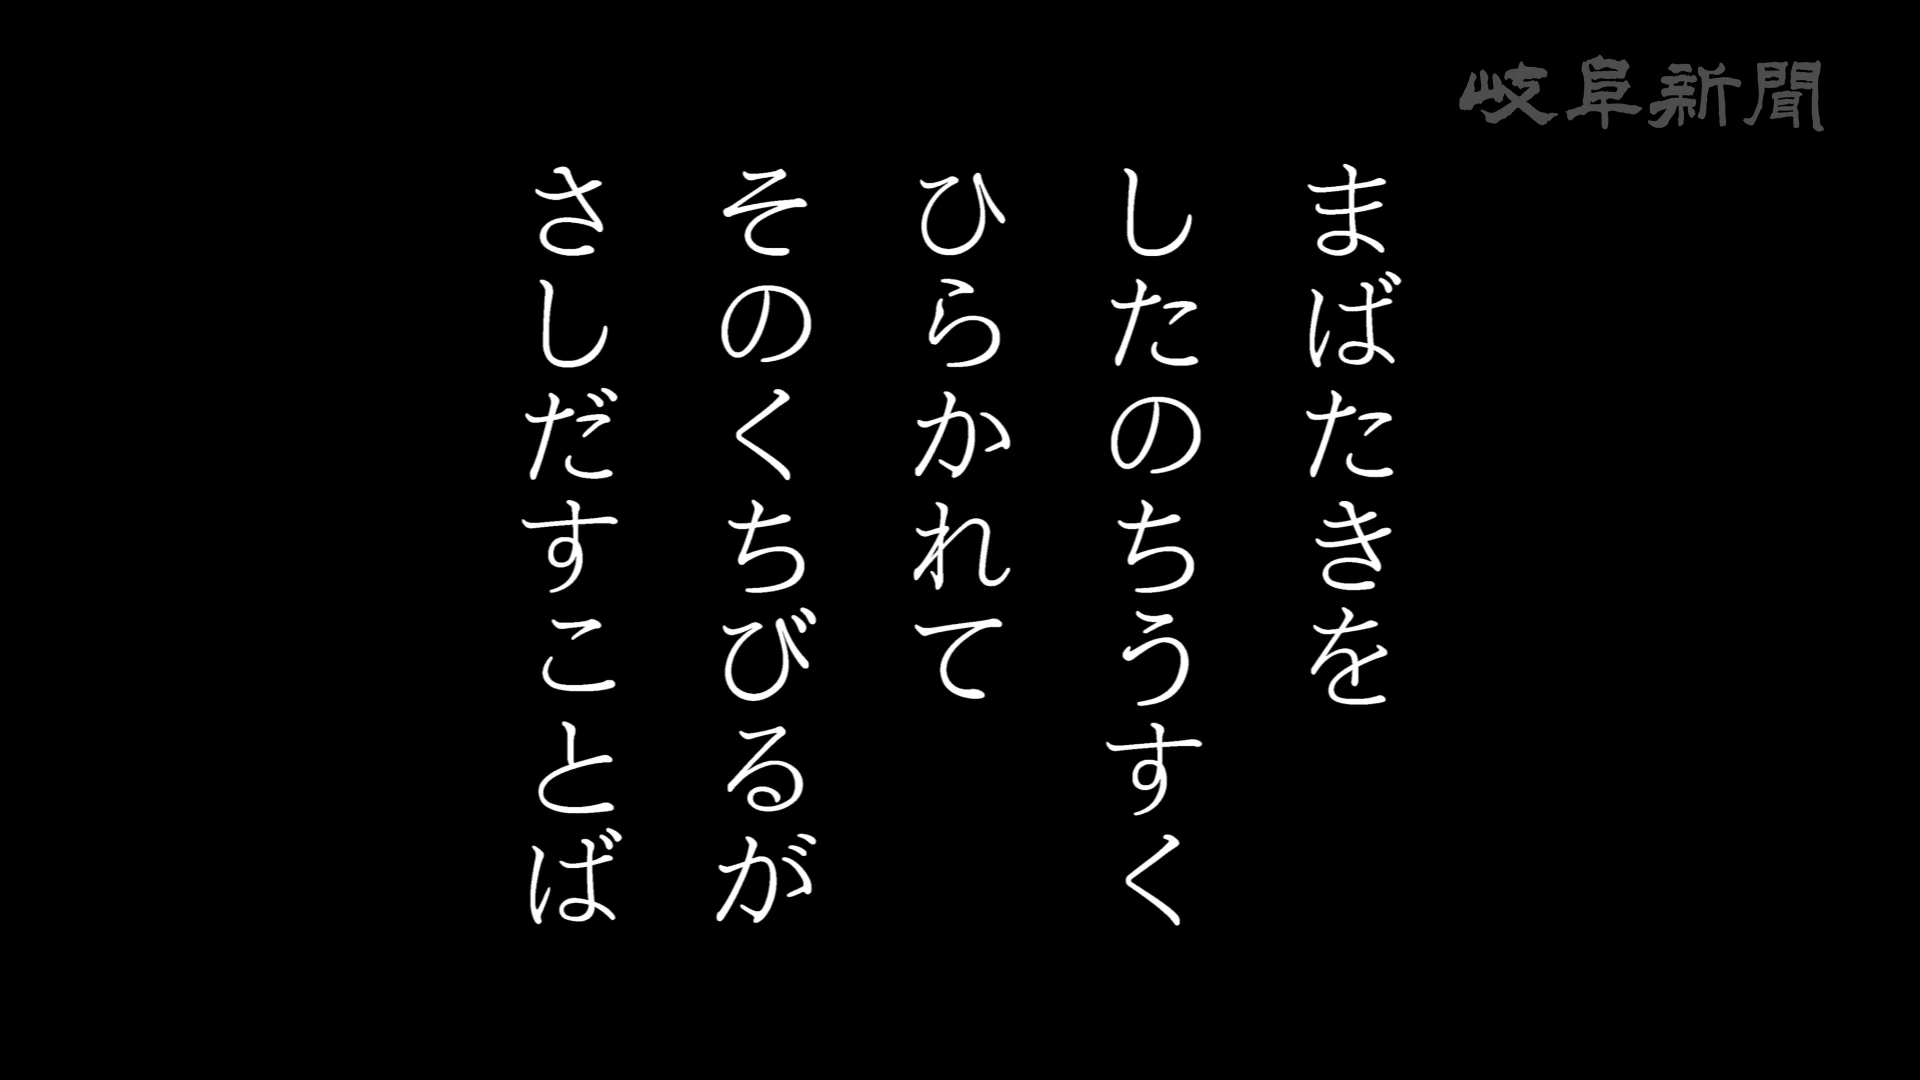 岐阜新聞
まばたきを
したのちうすく
ひらかれて
そのくちびるが
さしだすことば